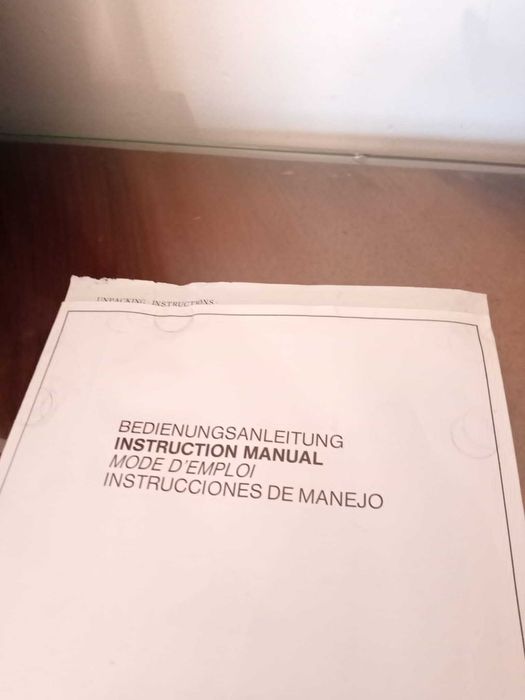 UNPACKING INSTRUCTIONS
BEDIENUNGSANLEITUNG
INSTRUCTION MANUAL
MODE D'EMPLOI
INSTRUCCIONES DE MANEJO